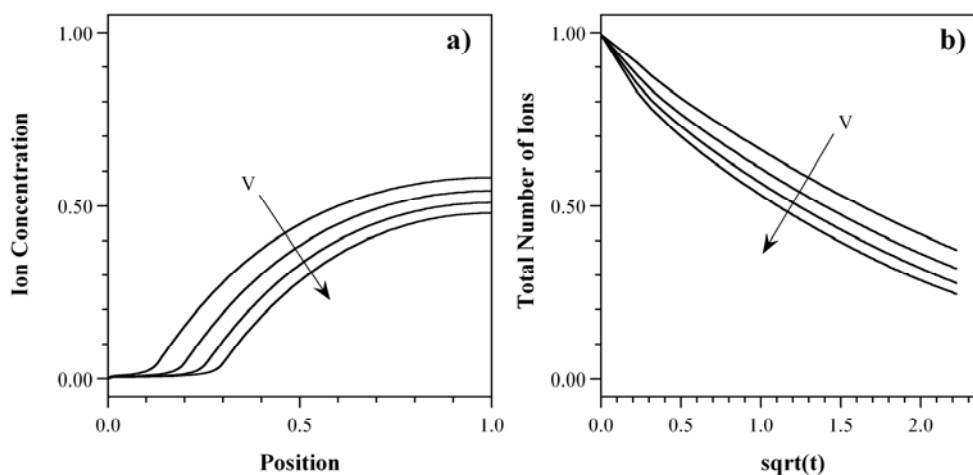 a)
1.00
0.50
0.00
Ion Concentration
V
0.0
0.5
1.0
Position
b)
1.00
0.50
0.00
Total Number of Ions
V
0.0
0.5
1.0
1.5
2.0
sqrt(t)